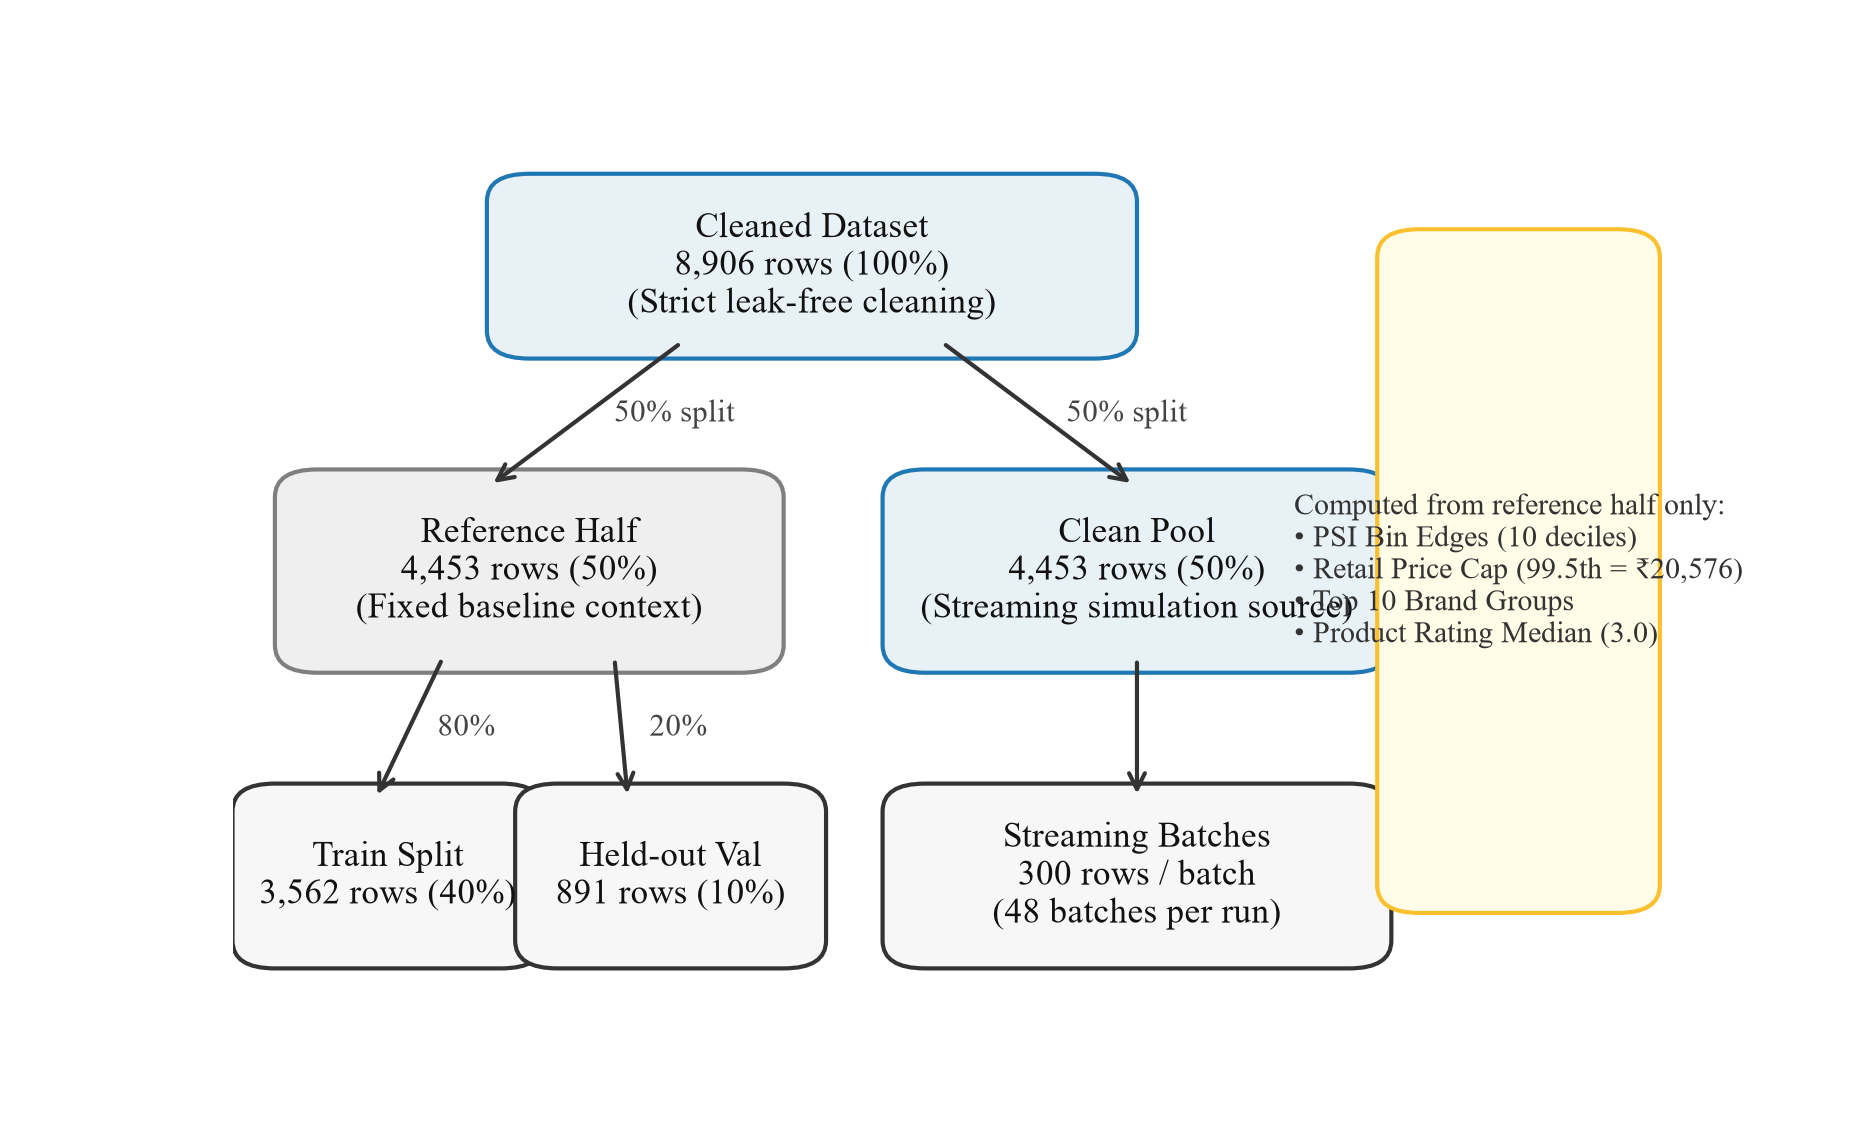 Cleaned Dataset
8,906 rows (100%)
(Strict leak-free cleaning)
50% split
50% split
Reference Half
4,453 rows (50%)
(Fixed baseline context)
Clean Pool
4,453 rows (50%)
(Streaming simulation source)
Computed from reference half only:
• PSI Bin Edges (10 deciles)
• Retail Price Cap (99.5th = ₹20,576)
• Top 10 Brand Groups
• Product Rating Median (3.0)
80%
20%
Train Split
3,562 rows (40%)
Held-out Val
891 rows (10%)
Streaming Batches
300 rows / batch
(48 batches per run)